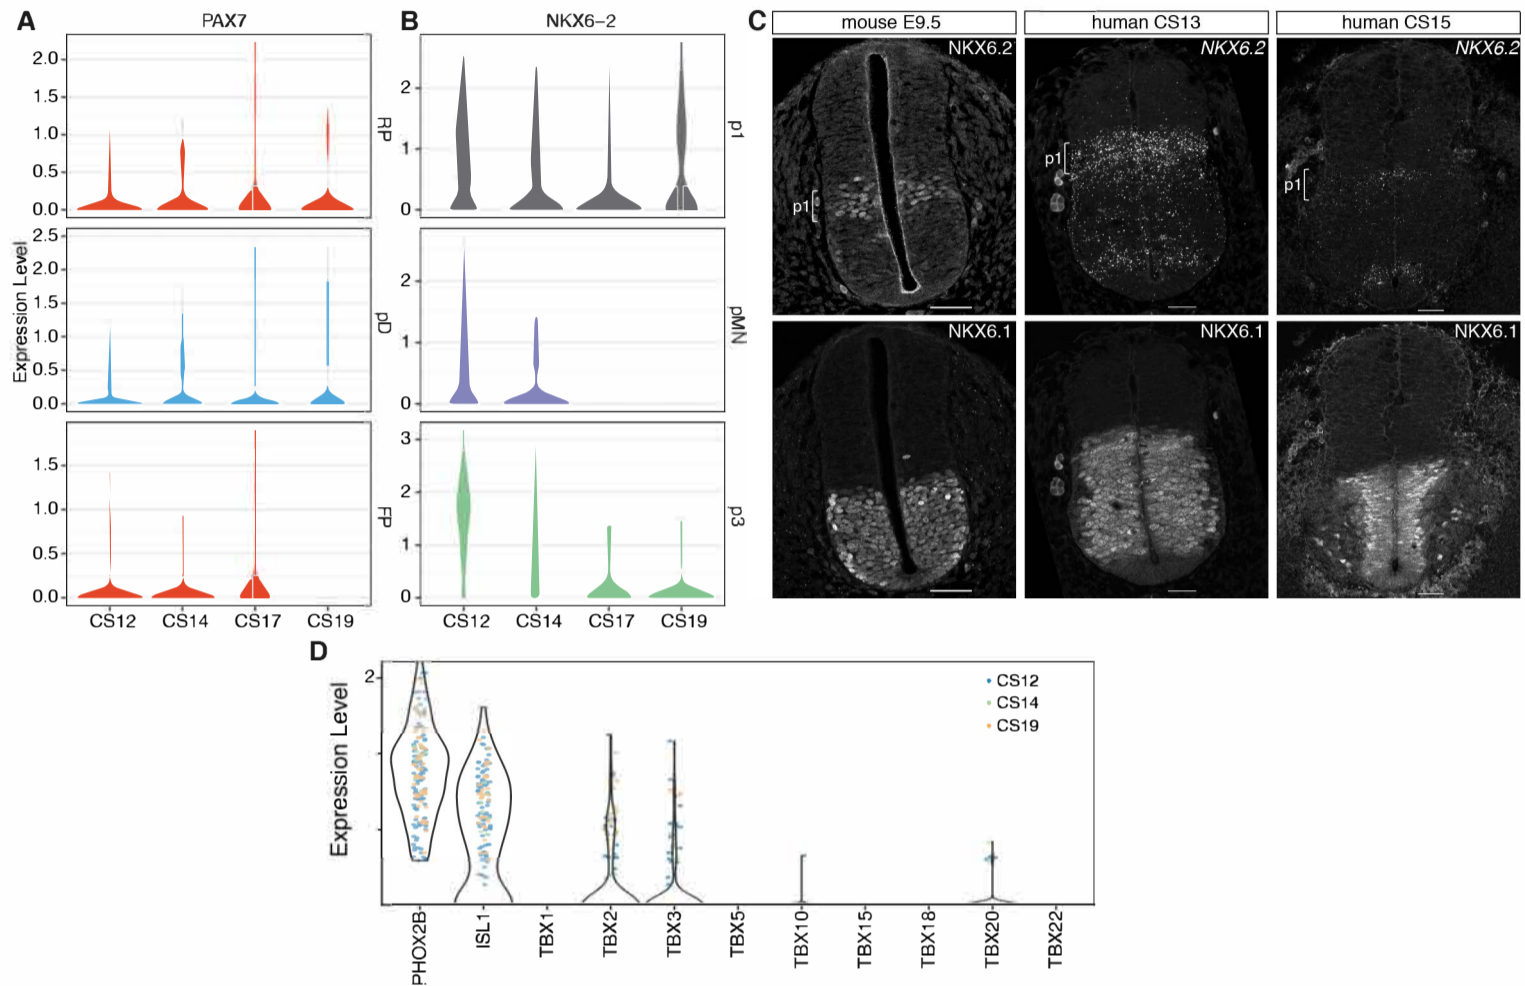 A
PAX7
B
NKX6-2
C
mouse E9.5
human CS13
human CS15
2.0
1.5
1.0
0.5
0.0
RP
2
1
0
p1
NKX6.2
p1
NKX6.2
p1
NKX6.2
p1
Expression Level
2.5
2.0
1.5
1.0
0.5
0.0
pD
2
1
0
pMN
NKX6.1
NKX6.1
NKX6.1
1.5
1.0
0.5
0.0
FP
3
2
1
0
p3
CS12
CS14
CS17
CS19
CS12
CS14
CS17
CS19
D
Expression Level
2
CS12
CS14
CS19
PHOX2B
ISL1
TBX1
TBX2
TBX3
TBX5
TBX10
TBX15
TBX18
TBX20
TBX22